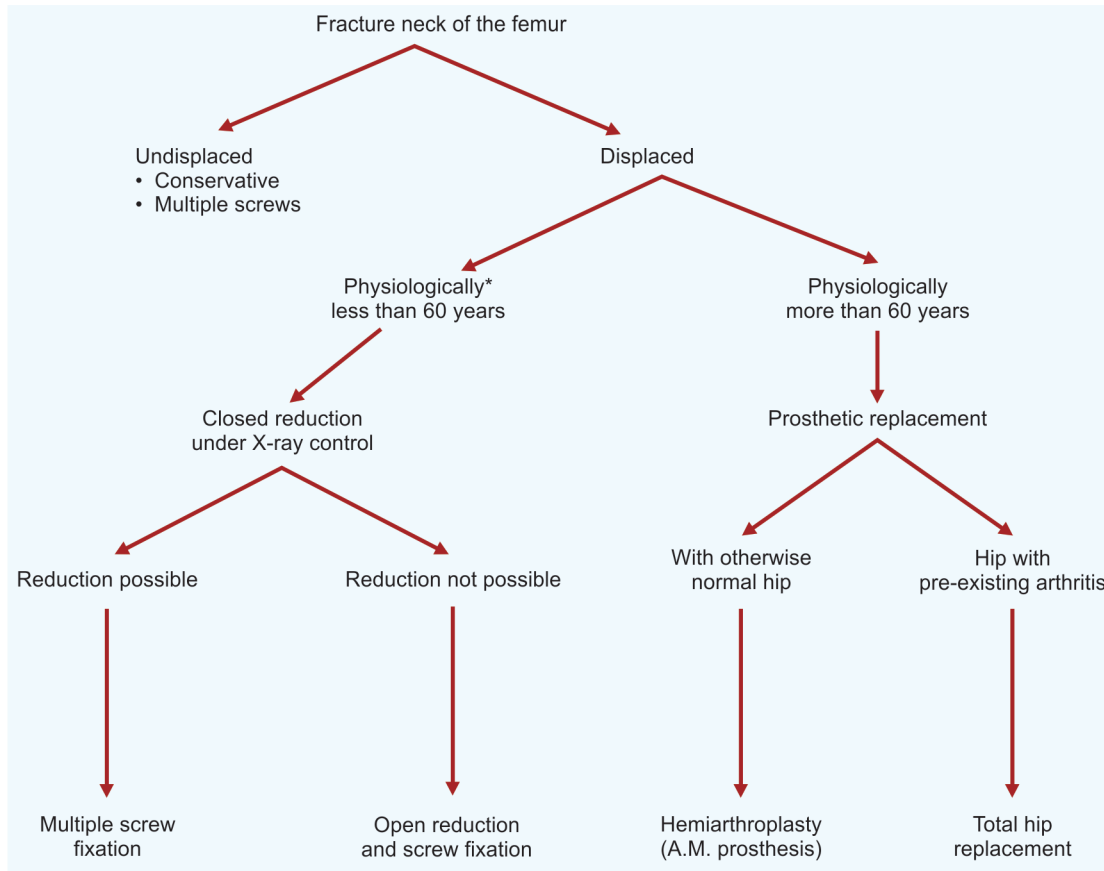 Fracture neck of the femur
Undisplaced
• Conservative
• Multiple screws
Displaced
Physiologically*
less than 60 years
Physiologically
more than 60 years
Closed reduction
under X-ray control
Prosthetic replacement
Reduction possible
Reduction not possible
With otherwise
normal hip
Hip with
pre-existing arthritis
Multiple screw
fixation
Open reduction
and screw fixation
Hemiarthroplasty
(A.M. prosthesis)
Total hip
replacement